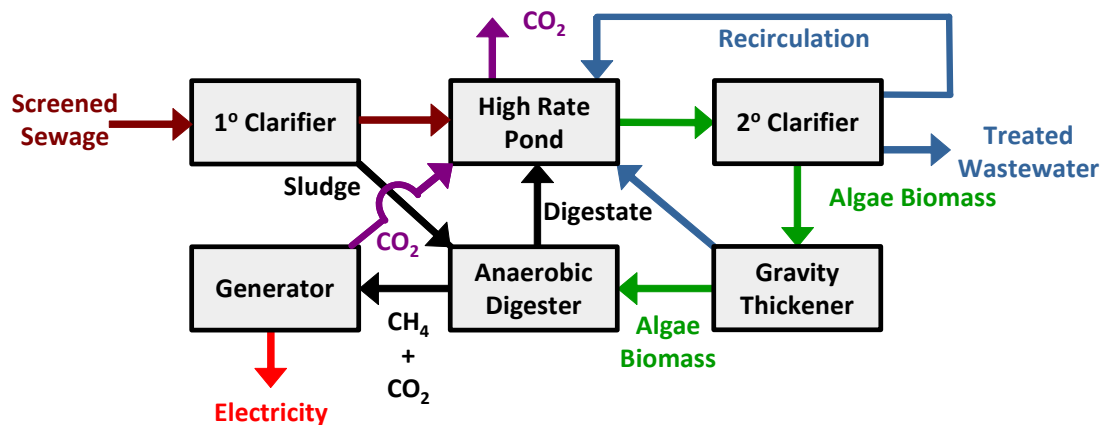 CO₂
Recirculation
Screened
Sewage
1º Clarifier
High Rate
Pond
2º Clarifier
Treated
Wastewater
Sludge
Digestate
Algae Biomass
CO₂
Generator
Anaerobic
Digester
Gravity
Thickener
CH₄
+
CO₂
Algae
Biomass
Electricity